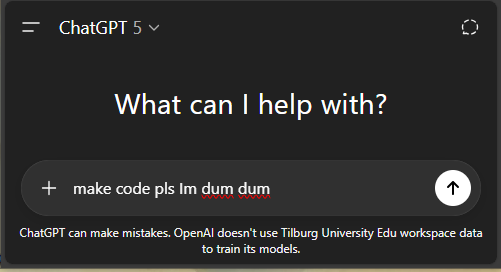 ChatGPT 5
What can I help with?
make code pls Im dum dum
ChatGPT can make mistakes. OpenAI doesn't use Tilburg University Edu workspace data
to train its models.